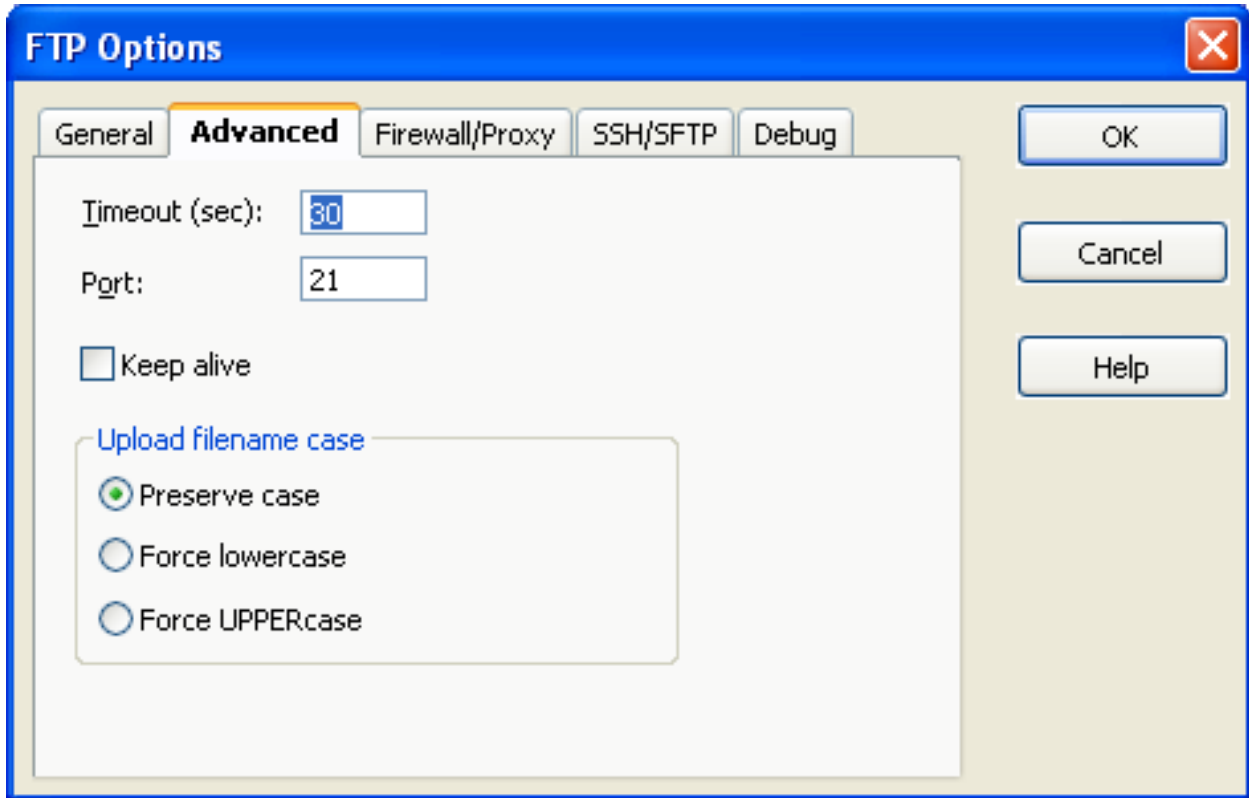 FTP Options
General Advanced Firewall/Proxy SSH/SFTP Debug
OK
Timeout (sec): 30
Cancel
Port: 21
Keep alive
Help
Upload filename case
Preserve case
Force lowercase
Force UPPERcase